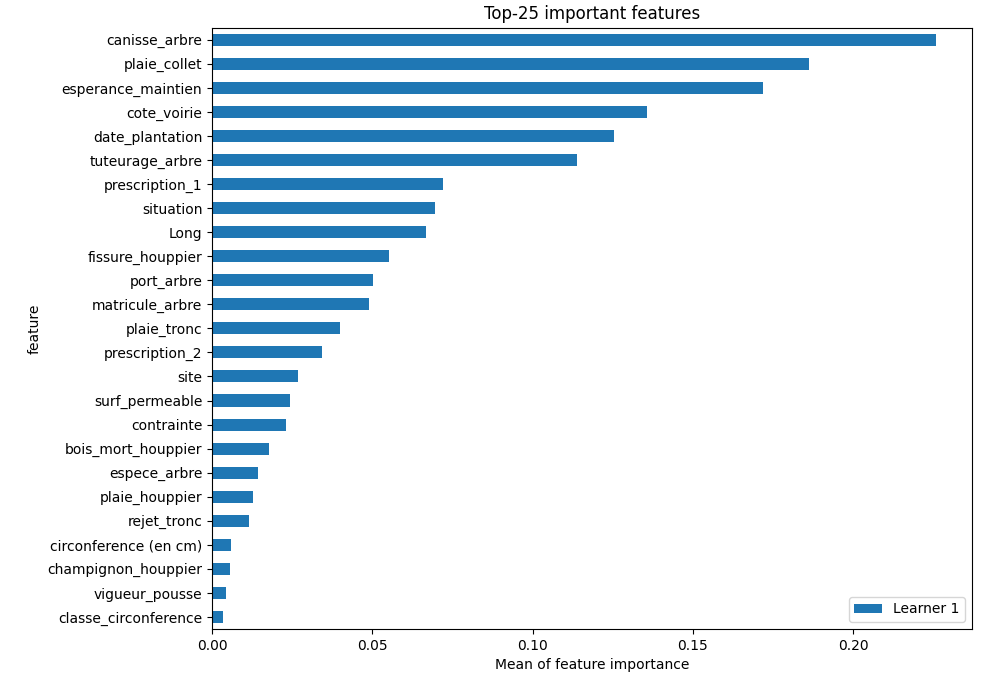 Top-25 important features
feature
canisse_arbre
plaie_collet
esperance_maintien
cote_voirie
date_plantation
tuteurage_arbre
prescription_1
situation
Long
fissure_houppier
port_arbre
matricule_arbre
plaie_tronc
prescription_2
site
surf_permeable
contrainte
bois_mort_houppier
espece_arbre
plaie_houppier
rejet_tronc
circonference (en cm)
champignon_houppier
vigueur_pousse
classe_circonference
Learner 1
0.00 0.05 0.10 0.15 0.20
Mean of feature importance